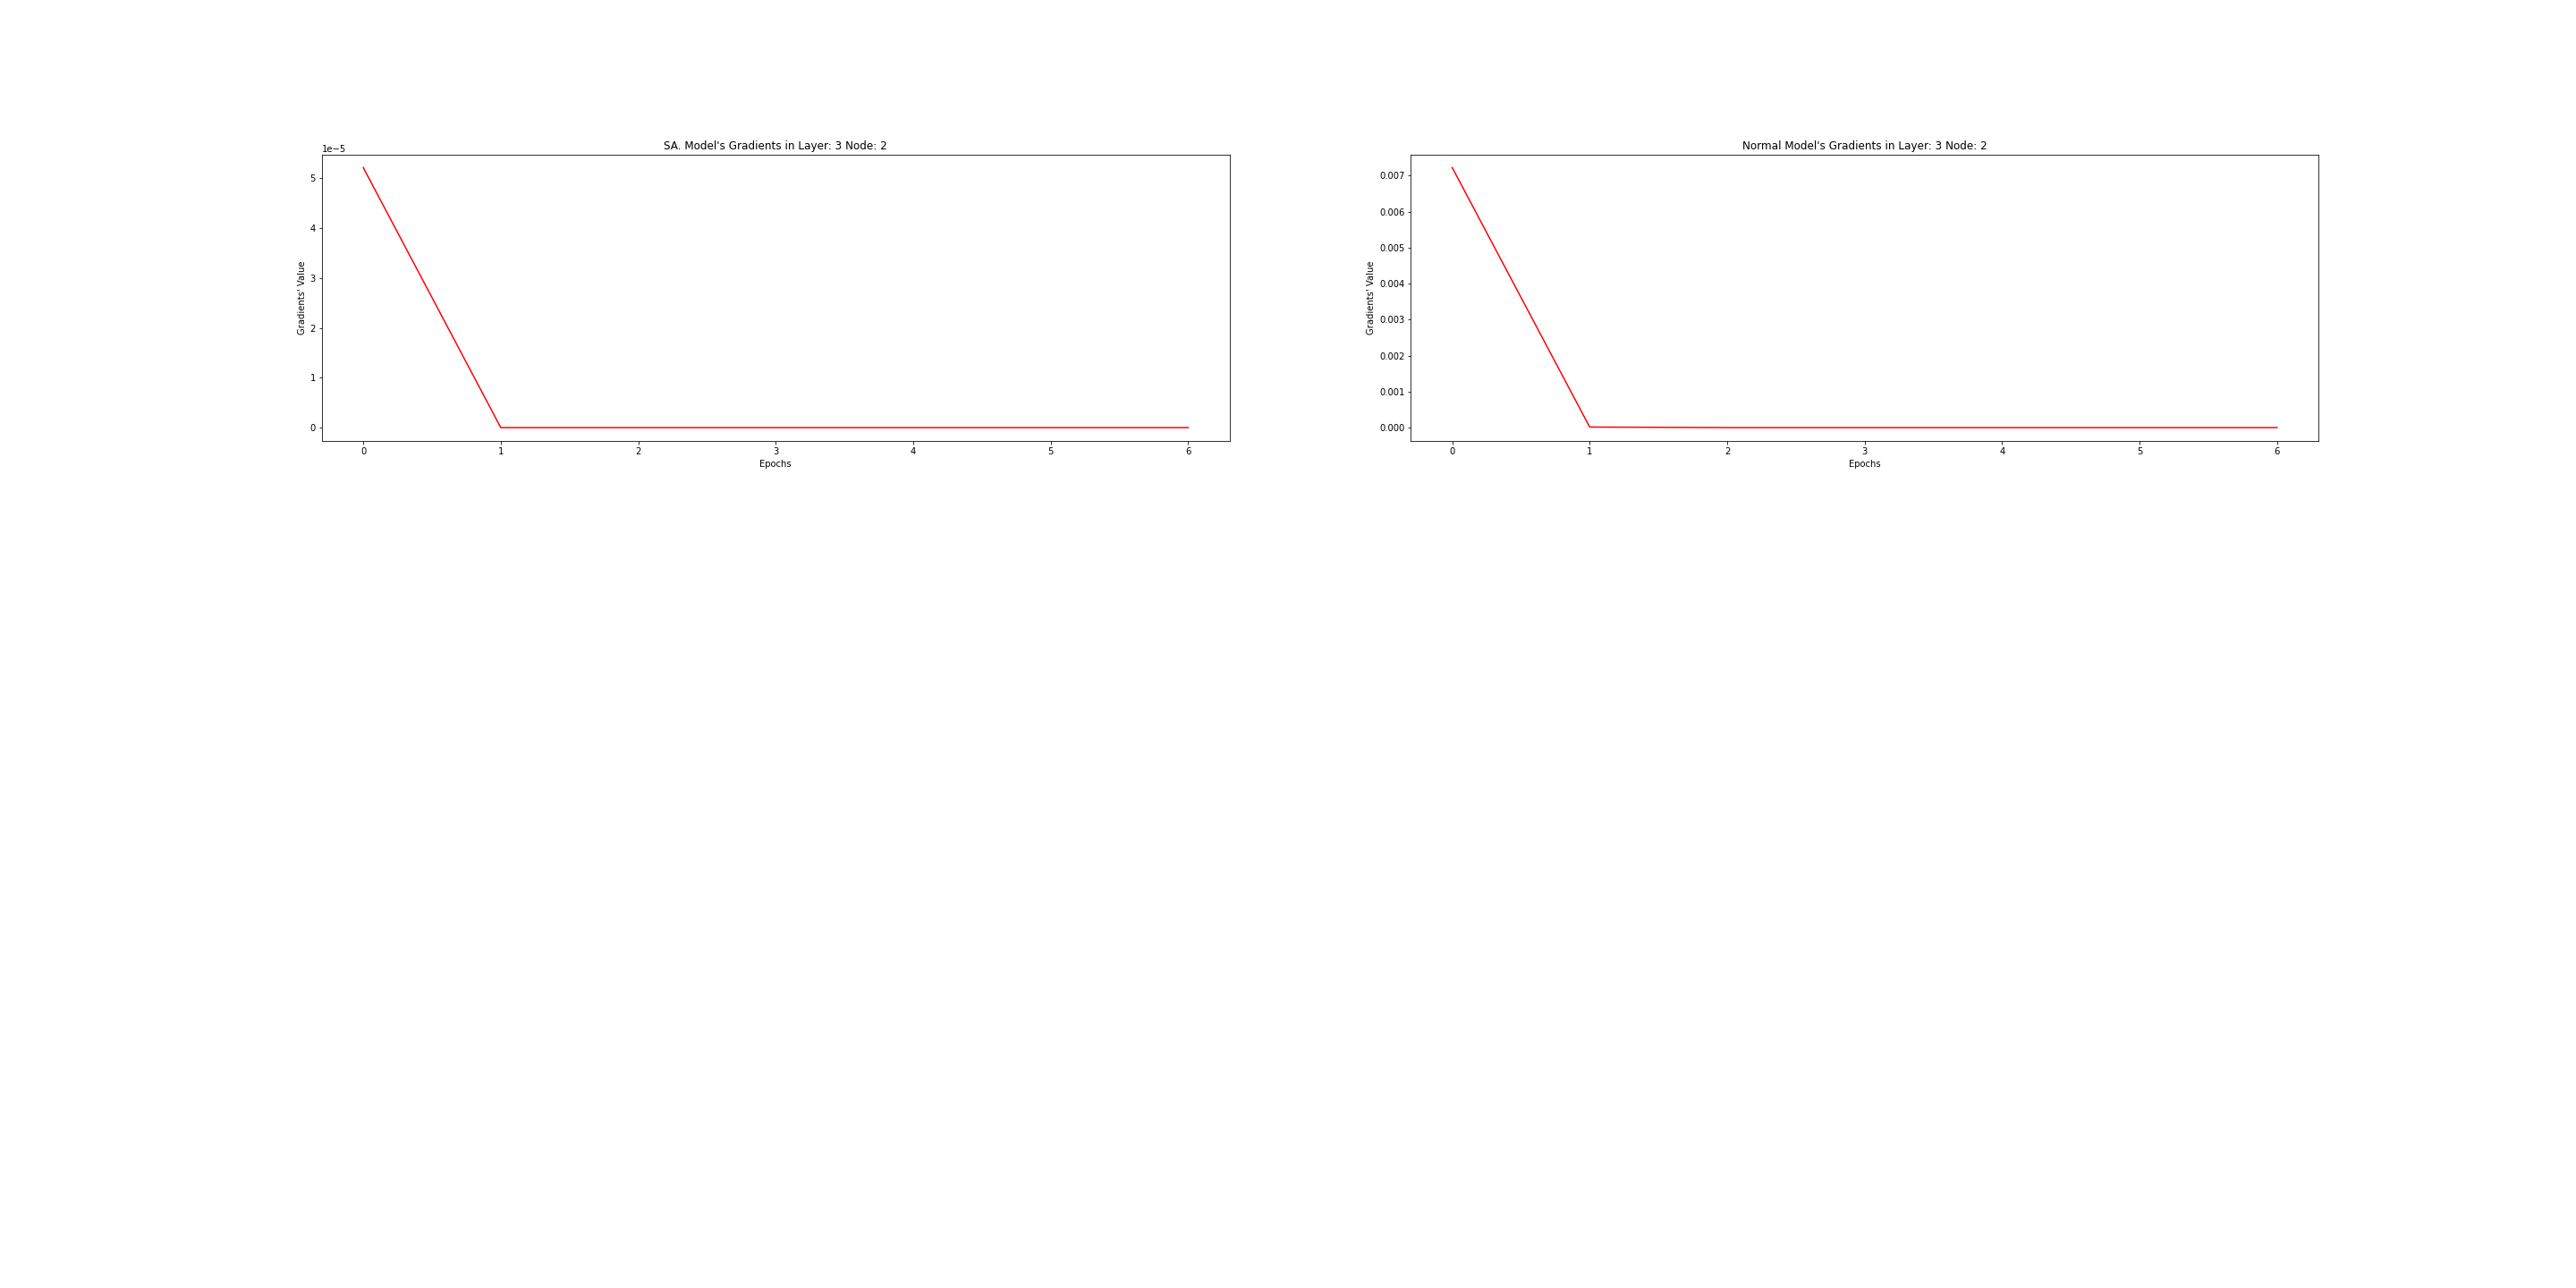 SA. Model's Gradients in Layer: 3 Node: 2
1e−5
5
4
3
2
1
0
Gradients' Value
0 1 2 3 4 5 6
Epochs
Normal Model's Gradients in Layer: 3 Node: 2
0.007
0.006
0.005
0.004
0.003
0.002
0.001
0.000
Gradients' Value
0 1 2 3 4 5 6
Epochs